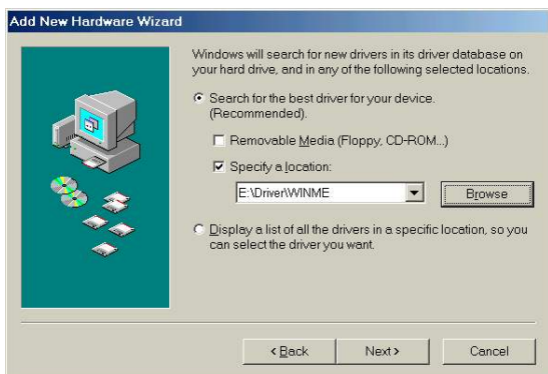 Add New Hardware Wizard
Windows will search for new drivers in its driver database on
your hard drive, and in any of the following selected locations.
Search for the best driver for your device.
(Recommended).
Removable Media (Floppy, CD-ROM...)
Specify a location:
E:\Driver\WINME
Browse
Display a list of all the drivers in a specific location, so you
can select the driver you want.
< Back
Next >
Cancel